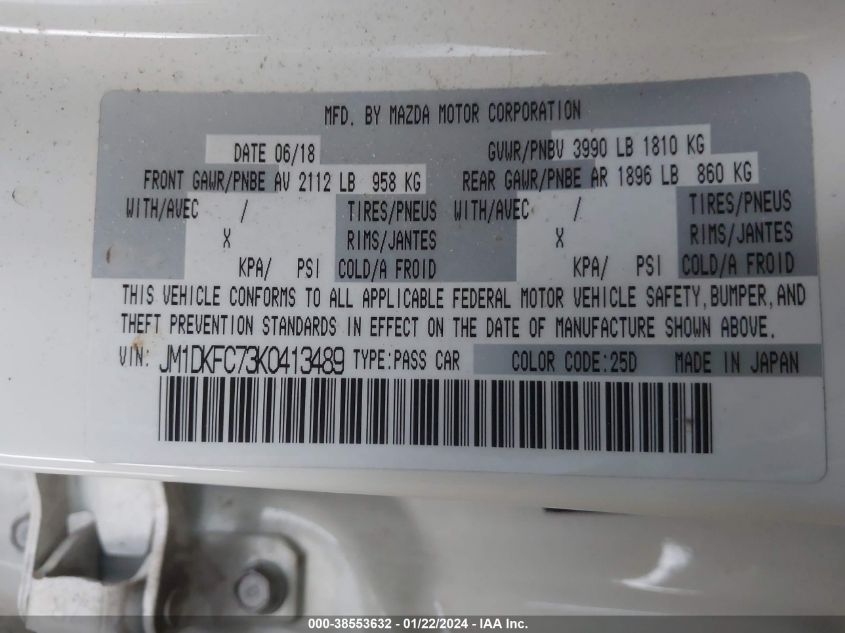 MFD. BY MAZDA MOTOR CORPORATION
DATE 06/18 GVWR/PNBV 3990 LB 1810 KG
FRONT GAWR/PNBE AV 2112 LB 958 KG REAR GAWR/PNBE AR 1896 LB 860 KG
WITH/AVEC / TIRES/PNEUS WITH/AVEC / TIRES/PNEUS
X RIMS/JANTES X RIMS/JANTES
KPA/ PSI COLD/A FROID KPA/ PSI COLD/A FROID
THIS VEHICLE CONFORMS TO ALL APPLICABLE FEDERAL MOTOR VEHICLE SAFETY, BUMPER, AND
THEFT PREVENTION STANDARDS IN EFFECT ON THE DATE OF MANUFACTURE SHOWN ABOVE.
VIN: JM1DKFC73K0413489 TYPE:PASS CAR COLOR CODE:25D MADE IN JAPAN
000-38553632 - 01/22/2024 - IAA Inc.